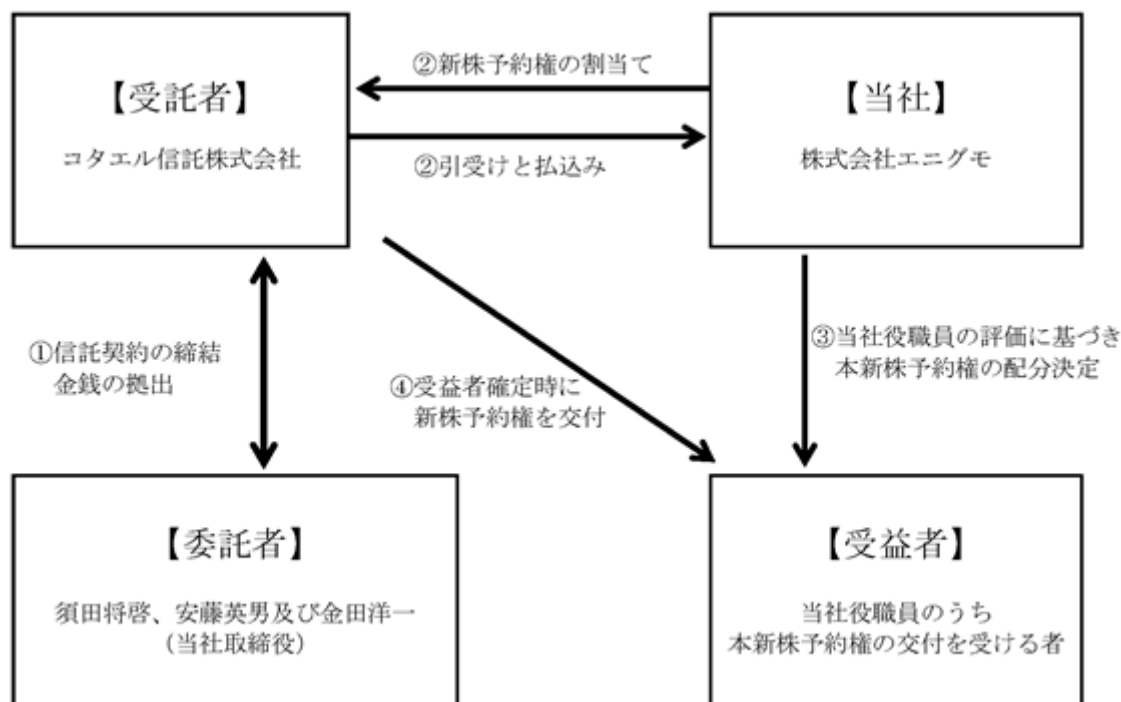 【受託者】
コタエル信託株式会社
②新株予約権の割当て
②引受けと払込み
【当社】
株式会社エニグモ
①信託契約の締結
金銭の拠出
④受益者確定時に
新株予約権を交付
③当社役職員の評価に基づき
本新株予約権の配分決定
【委託者】
須田将啓、安藤英男及び金田洋一
（当社取締役）
【受益者】
当社役職員のうち
本新株予約権の交付を受ける者